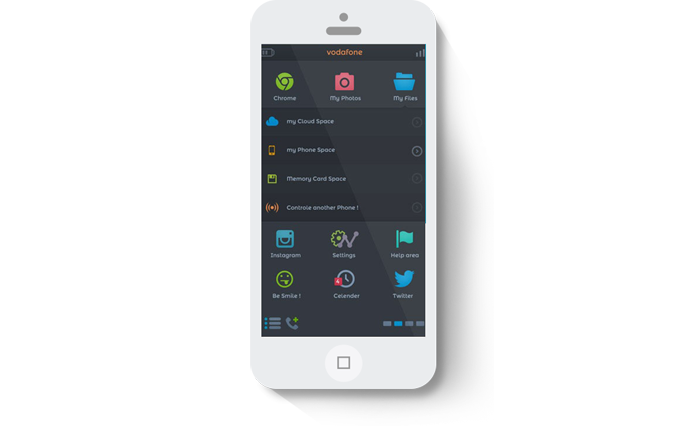 vodafone
Chrome
My Photos
My Files
my Cloud Space
my Phone Space
Memory Card Space
Controle another Phone !
Instagram
Settings
Help area
Be Smile !
Celender
Twitter